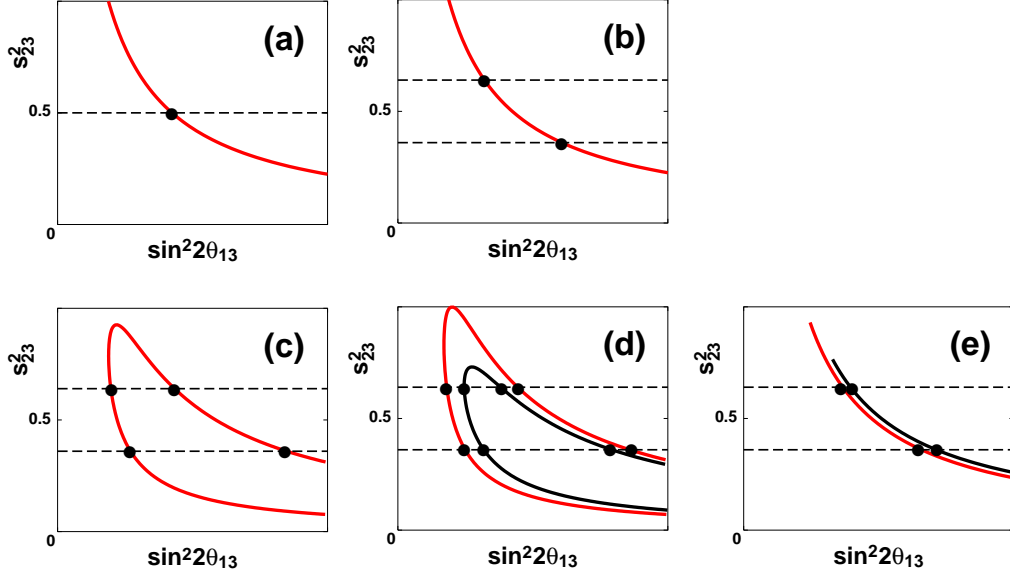 (a)
s²₂₃
0.5
0
sin²2θ₁₃
(b)
s²₂₃
0.5
0
sin²2θ₁₃
(c)
s²₂₃
0.5
0
sin²2θ₁₃
(d)
s²₂₃
0.5
0
sin²2θ₁₃
(e)
s²₂₃
0.5
0
sin²2θ₁₃